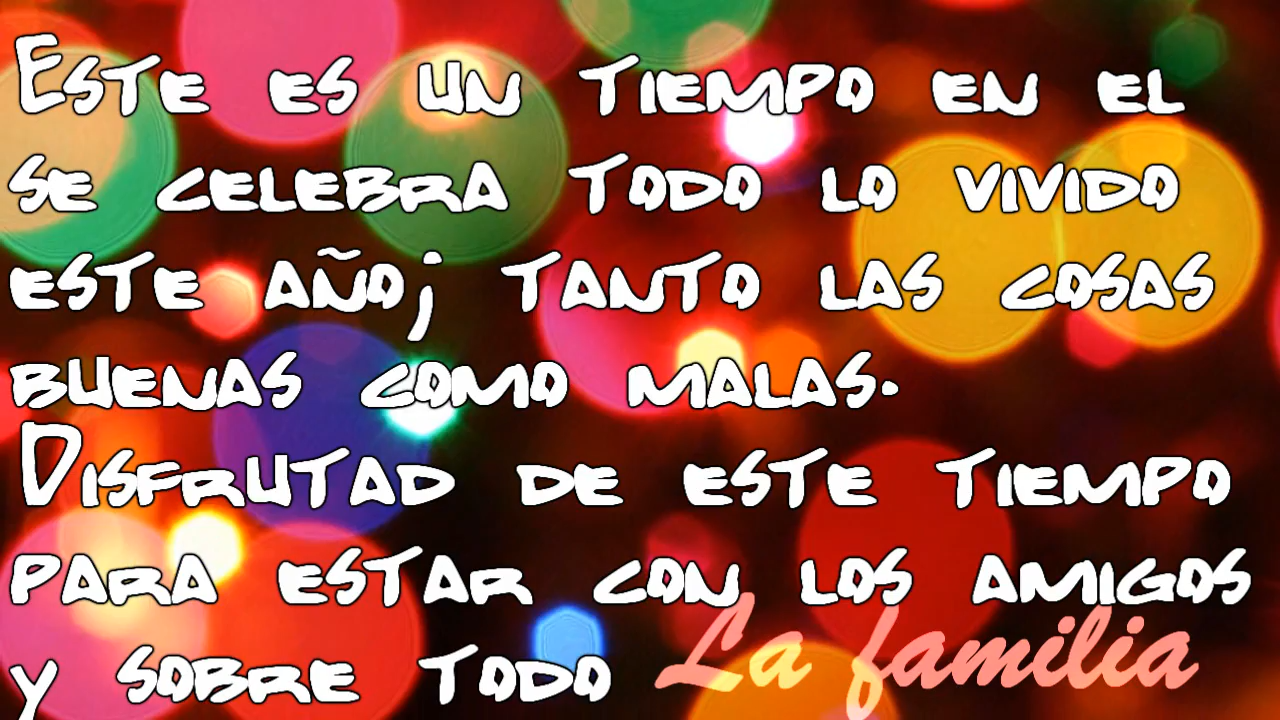 Este es un tiempo en el
se celebra todo lo vivido
este año; tanto las cosas
buenas como malas.
Disfrutad de este tiempo
para estar con los amigos
y sobre todo La familia